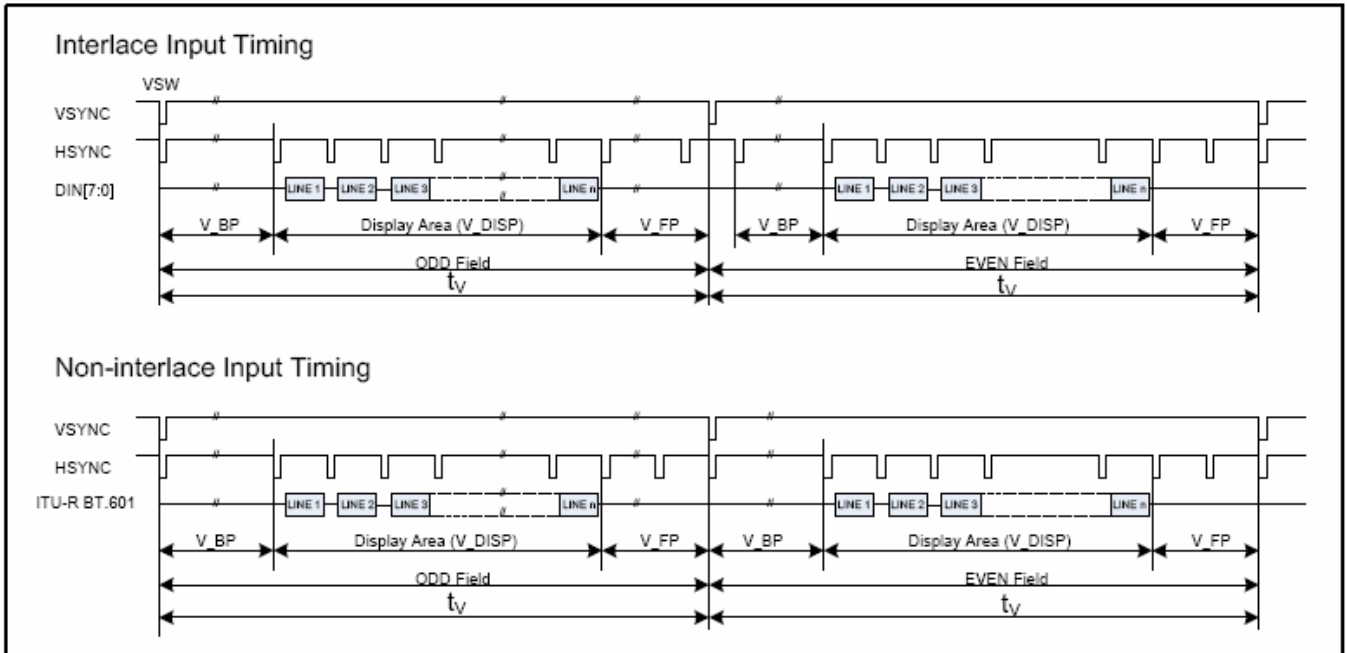 Interlace Input Timing
VSW
VSYNC
HSYNC
DIN[7:0] LINE 1 LINE 2 LINE 3 LINE n LINE 1 LINE 2 LINE 3 LINE n
V_BP Display Area (V_DISP) V_FP V_BP Display Area (V_DISP) V_FP
ODD Field EVEN Field
tV tV
Non-interlace Input Timing
VSYNC
HSYNC
ITU-R BT.601 LINE 1 LINE 2 LINE 3 LINE n LINE 1 LINE 2 LINE 3 LINE n
V_BP Display Area (V_DISP) V_FP V_BP Display Area (V_DISP) V_FP
ODD Field EVEN Field
tV tV